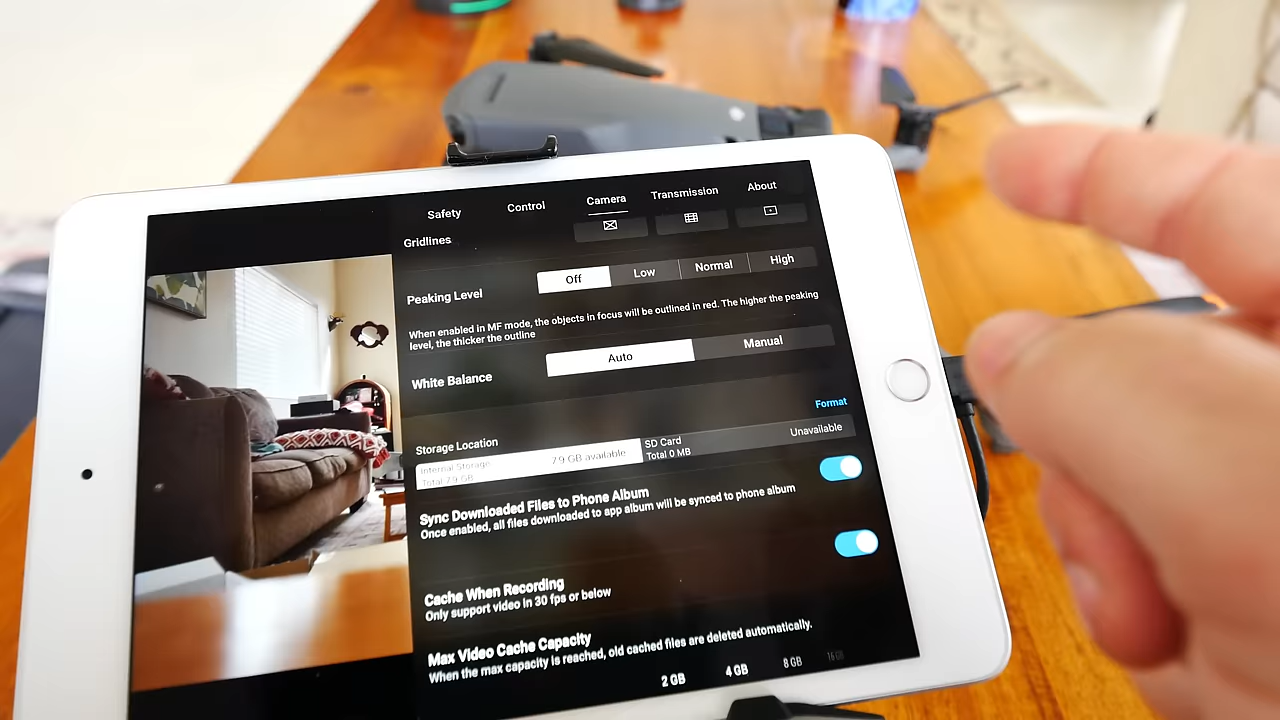 Safety Control Camera Transmission About
Gridlines
Peaking Level Off Low Normal High
When enabled in MF mode, the objects in focus will be outlined in red. The higher the peaking
level, the thicker the outline
White Balance Auto Manual
Format
Storage Location
Internal Storage 7.9 GB available SD Card Unavailable
Total 7.9 GB Total 0 MB
Sync Downloaded Files to Phone Album
Once enabled, all files downloaded to app album will be synced to phone album
Cache When Recording
Only support video in 30 fps or below
Max Video Cache Capacity
When the max capacity is reached, old cached files are deleted automatically.
2 GB 4 GB 8 GB 16 GB